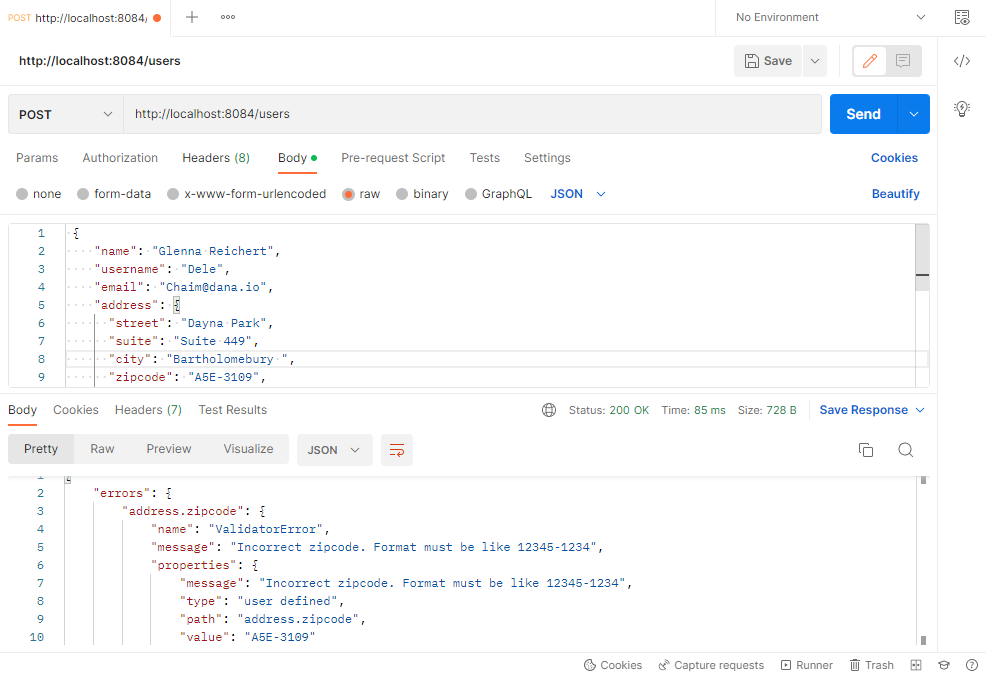 POST http://localhost:8084/
No Environment
http://localhost:8084/users
Save
POST http://localhost:8084/users Send
Params Authorization Headers (8) Body Pre-request Script Tests Settings Cookies
none form-data x-www-form-urlencoded raw binary GraphQL JSON Beautify
1 {
2 "name": "Glenna Reichert",
3 "username": "Dele",
4 "email": "Chaim@dana.io",
5 "address": {
6 "street": "Dayna Park",
7 "suite": "Suite 449",
8 "city": "Bartholomebury ",
9 "zipcode": "A5E-3109",
Body Cookies Headers (7) Test Results Status: 200 OK Time: 85 ms Size: 728 B Save Response
Pretty Raw Preview Visualize JSON
1 {
2 "errors": {
3 "address.zipcode": {
4 "name": "ValidatorError",
5 "message": "Incorrect zipcode. Format must be like 12345-1234",
6 "properties": {
7 "message": "Incorrect zipcode. Format must be like 12345-1234",
8 "type": "user defined",
9 "path": "address.zipcode",
10 "value": "A5E-3109"
Cookies Capture requests Runner Trash